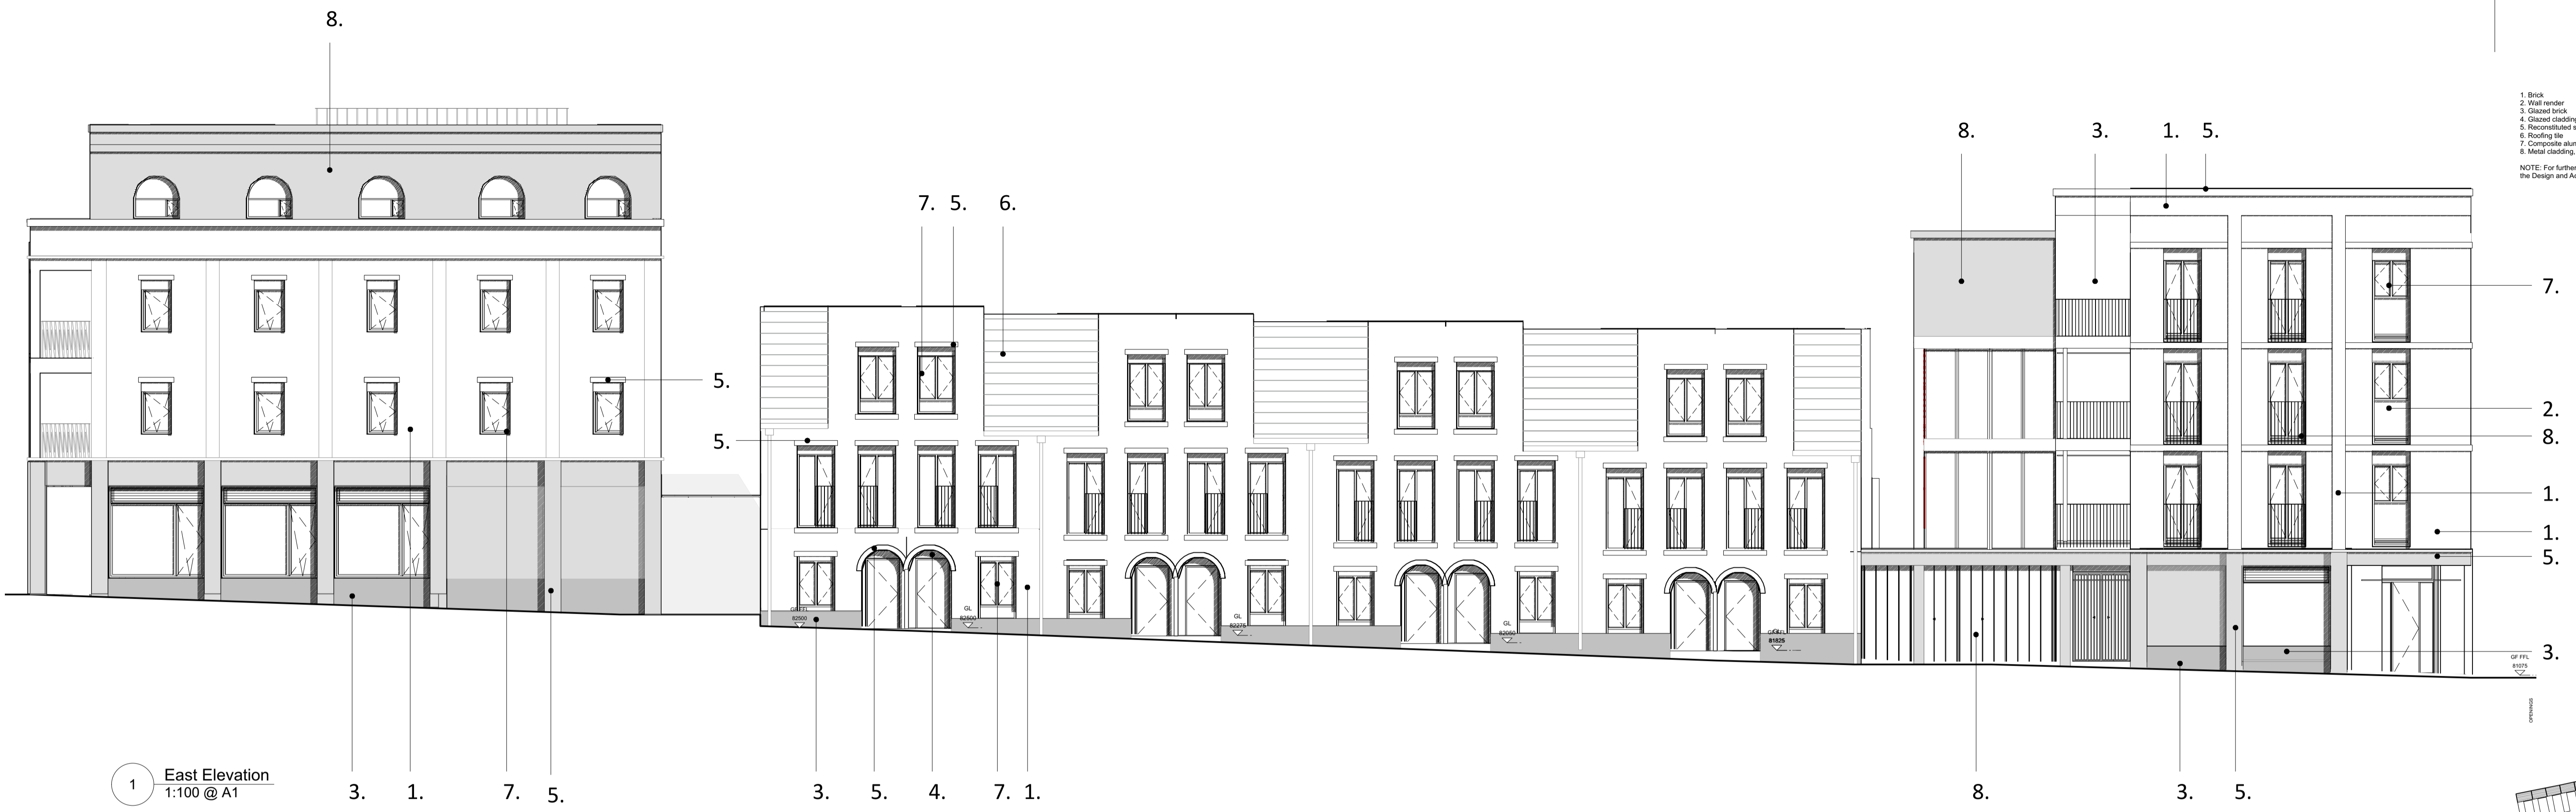 8.
1. Brick
2. Wall render
3. Glazed brick
4. Glazed cladding
5. Reconstituted s
6. Roofing tile
7. Composite alum
8. Metal cladding,
NOTE: For further
the Design and Ac
8. 3. 1. 5.
7. 5. 6.
7.
5.
2.
8.
5.
1.
1.
5.
GF FFL
82500
GL
82500
GL
82275
GL
82050
81825
3.
GF FFL
81075
OPENINGS
1
East Elevation
1:100 @ A1
3. 1. 7. 5. 3. 5. 4. 7. 1. 8. 3. 5.